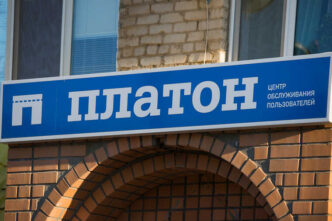 П платон
ЦЕНТР
ОБСЛУЖИВАНИЯ
ПОЛЬЗОВАТЕЛЕЙ